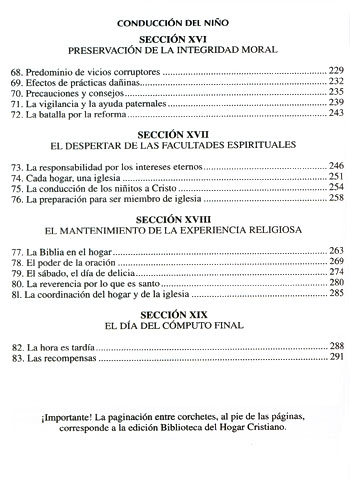 CONDUCCIÓN DEL NIÑO
SECCIÓN XVI
PRESERVACIÓN DE LA INTEGRIDAD MORAL
68. Predominio de vicios corruptores ........ 229
69. Efectos de prácticas dañinas ........ 232
70. Precauciones y consejos ........ 235
71. La vigilancia y la ayuda paternales ........ 239
72. La batalla por la reforma ........ 243
SECCIÓN XVII
EL DESPERTAR DE LAS FACULTADES ESPIRITUALES
73. La responsabilidad por los intereses eternos ........ 246
74. Cada hogar, una iglesia ........ 251
75. La conducción de los niñitos a Cristo ........ 254
76. La preparación para ser miembro de iglesia ........ 258
SECCIÓN XVIII
EL MANTENIMIENTO DE LA EXPERIENCIA RELIGIOSA
77. La Biblia en el hogar ........ 263
78. El poder de la oración ........ 269
79. El sábado, el día de delicia ........ 274
80. La reverencia por lo que es santo ........ 280
81. La coordinación del hogar y de la iglesia ........ 285
SECCIÓN XIX
EL DÍA DEL CÓMPUTO FINAL
82. La hora es tardía ........ 288
83. Las recompensas ........ 291
¡Importante! La paginación entre corchetes, al pie de las páginas,
corresponde a la edición Biblioteca del Hogar Cristiano.